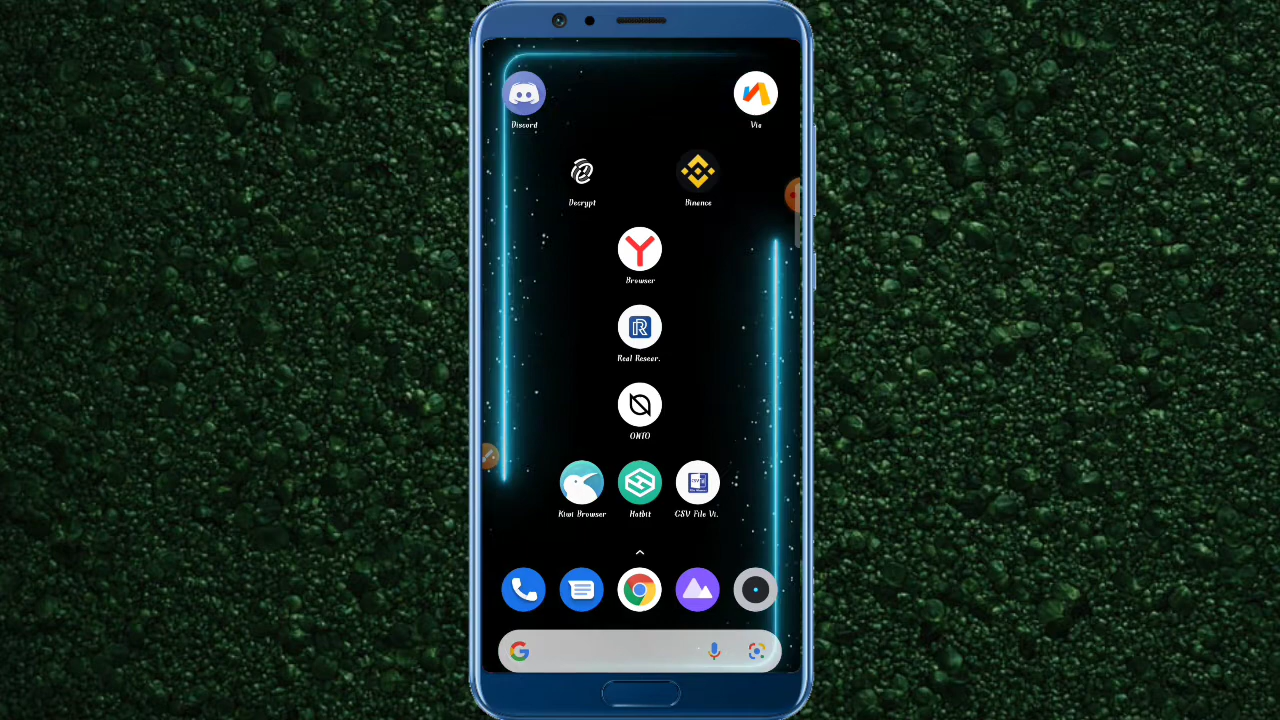 Discord
Via
Decrypt
Binance
Browser
Real Resear.
ONTO
Kiwi Browser
Hotbit
CSV File Vi.